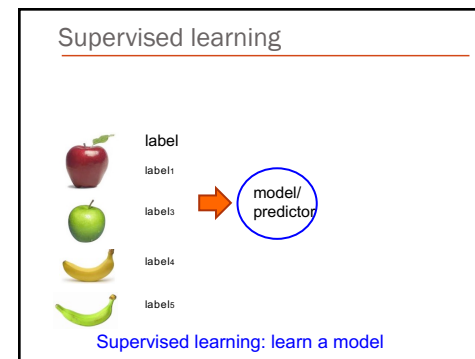 Supervised learning
label
label₁
label₃
model/
predictor
label₄
label₅
Supervised learning: learn a model